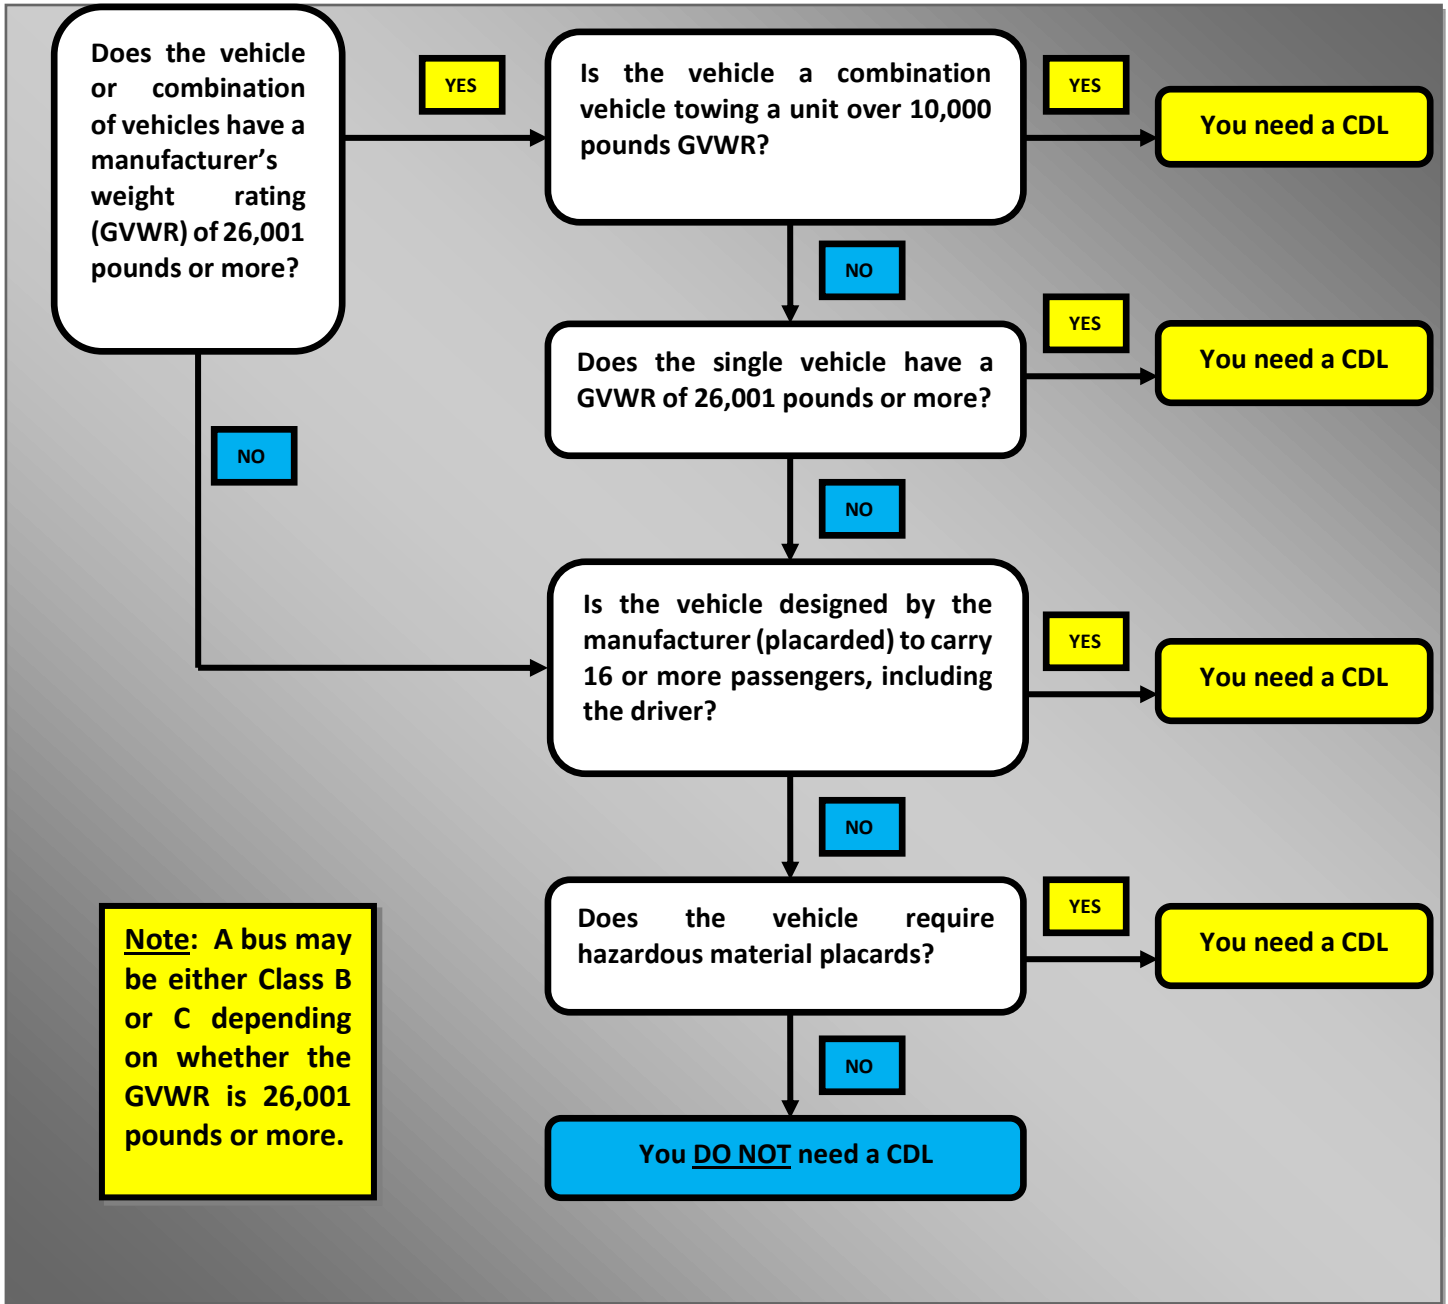 Does the vehicle
or combination
of vehicles have a
manufacturer’s
weight rating
(GVWR) of 26,001
pounds or more?
YES
Is the vehicle a combination
vehicle towing a unit over 10,000
pounds GVWR?
YES
You need a CDL
NO
Does the single vehicle have a
GVWR of 26,001 pounds or more?
YES
You need a CDL
NO
NO
Is the vehicle designed by the
manufacturer (placarded) to carry
16 or more passengers, including
the driver?
YES
You need a CDL
NO
Does the vehicle require
hazardous material placards?
YES
You need a CDL
NO
You DO NOT need a CDL
Note: A bus may
be either Class B
or C depending
on whether the
GVWR is 26,001
pounds or more.